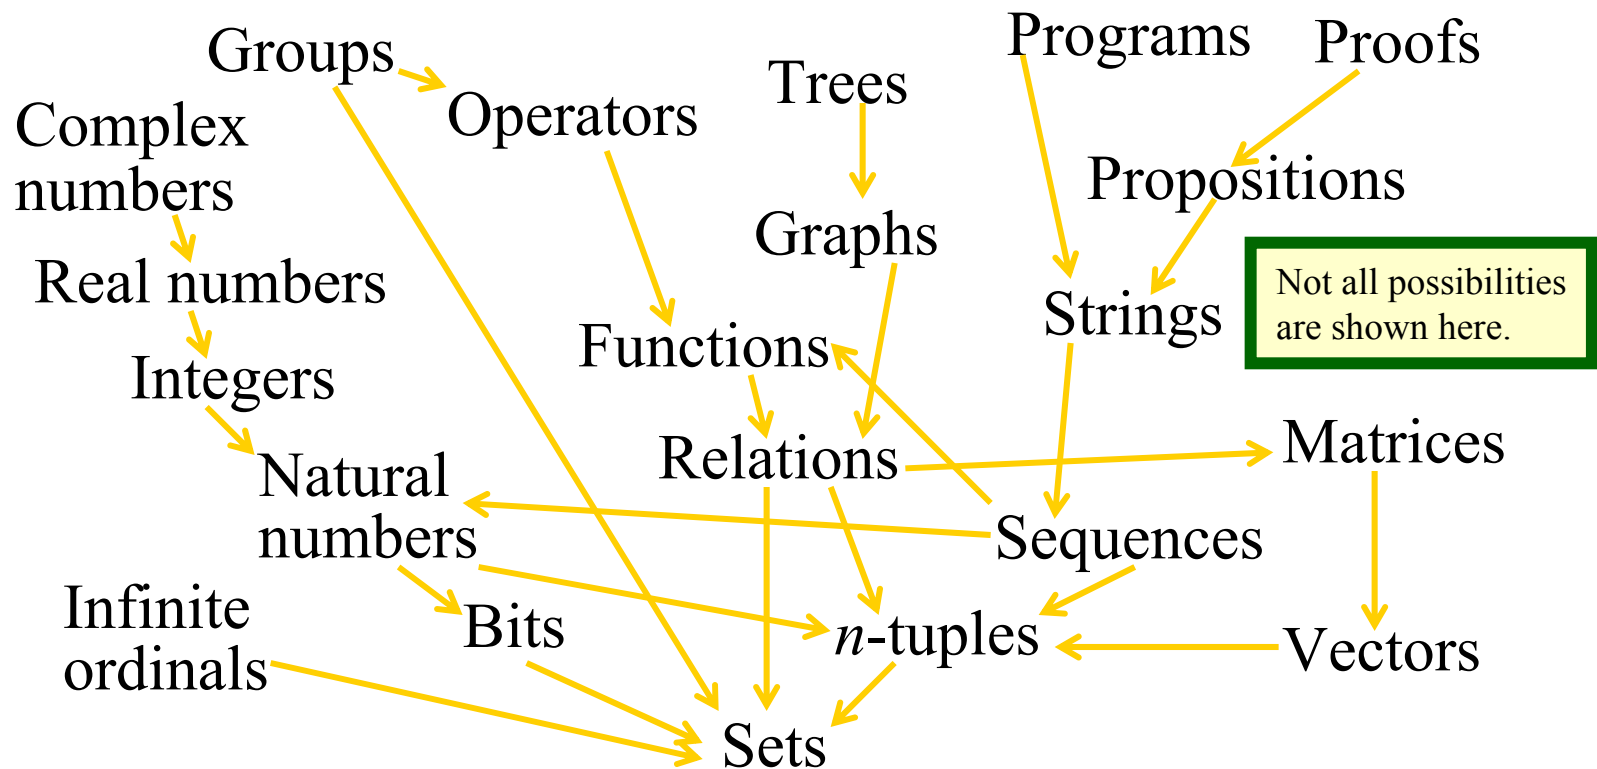 Groups
Programs
Proofs
Trees
Operators
Complex
numbers
Propositions
Graphs
Real numbers
Strings
Not all possibilities
are shown here.
Functions
Integers
Relations
Matrices
Natural
numbers
Sequences
Infinite
ordinals
Bits
n-tuples
Vectors
Sets